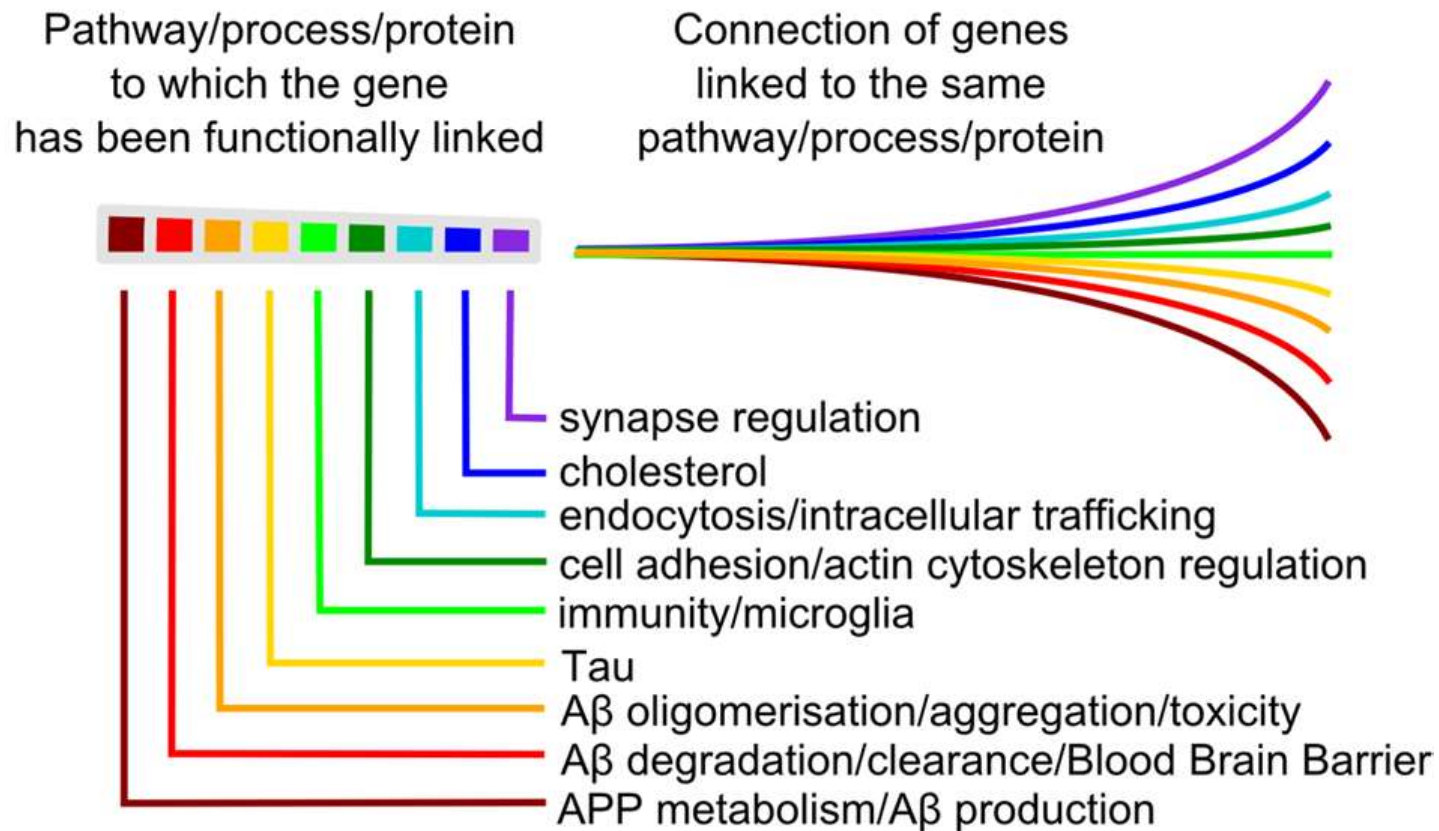 Pathway/process/protein
to which the gene
has been functionally linked
Connection of genes
linked to the same
pathway/process/protein
synapse regulation
cholesterol
endocytosis/intracellular trafficking
cell adhesion/actin cytoskeleton regulation
immunity/microglia
Tau
Aβ oligomerisation/aggregation/toxicity
Aβ degradation/clearance/Blood Brain Barrier
APP metabolism/Aβ production